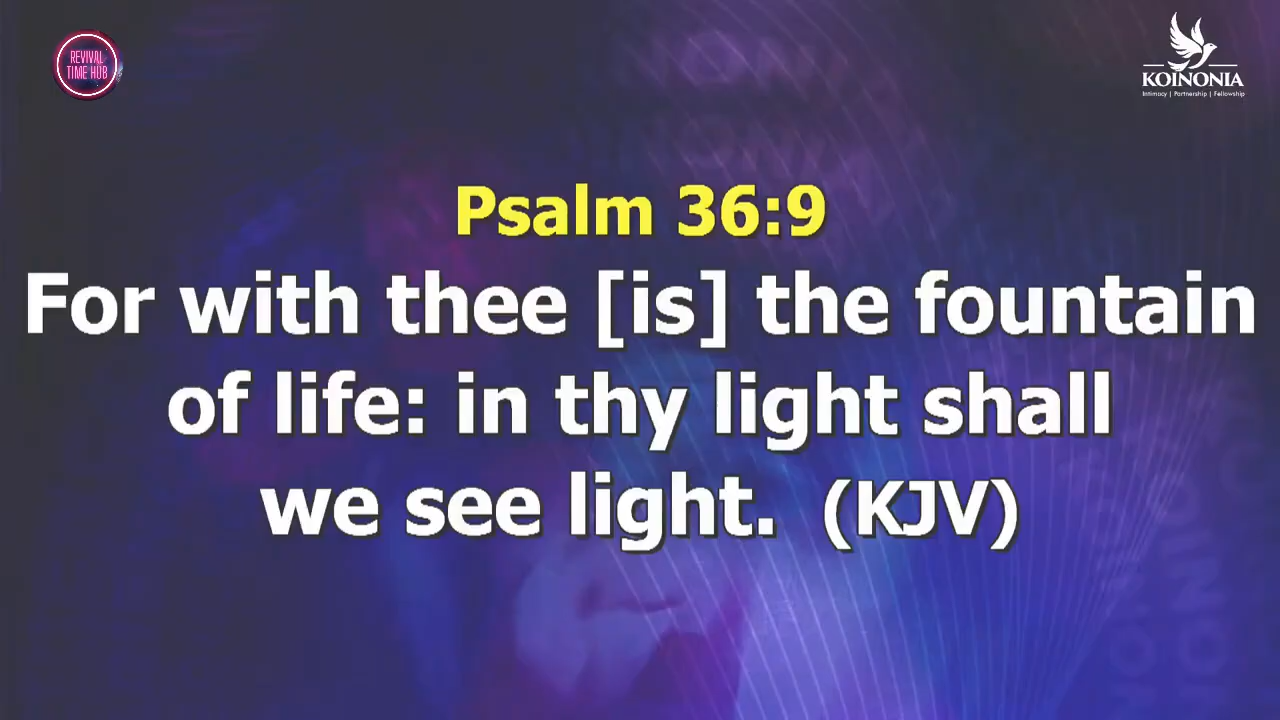 REVIVAL
TIME HUB
KOINONIA
Intimacy | Partnership | Fellowship
Psalm 36:9
For with thee [is] the fountain
of life: in thy light shall
we see light. (KJV)